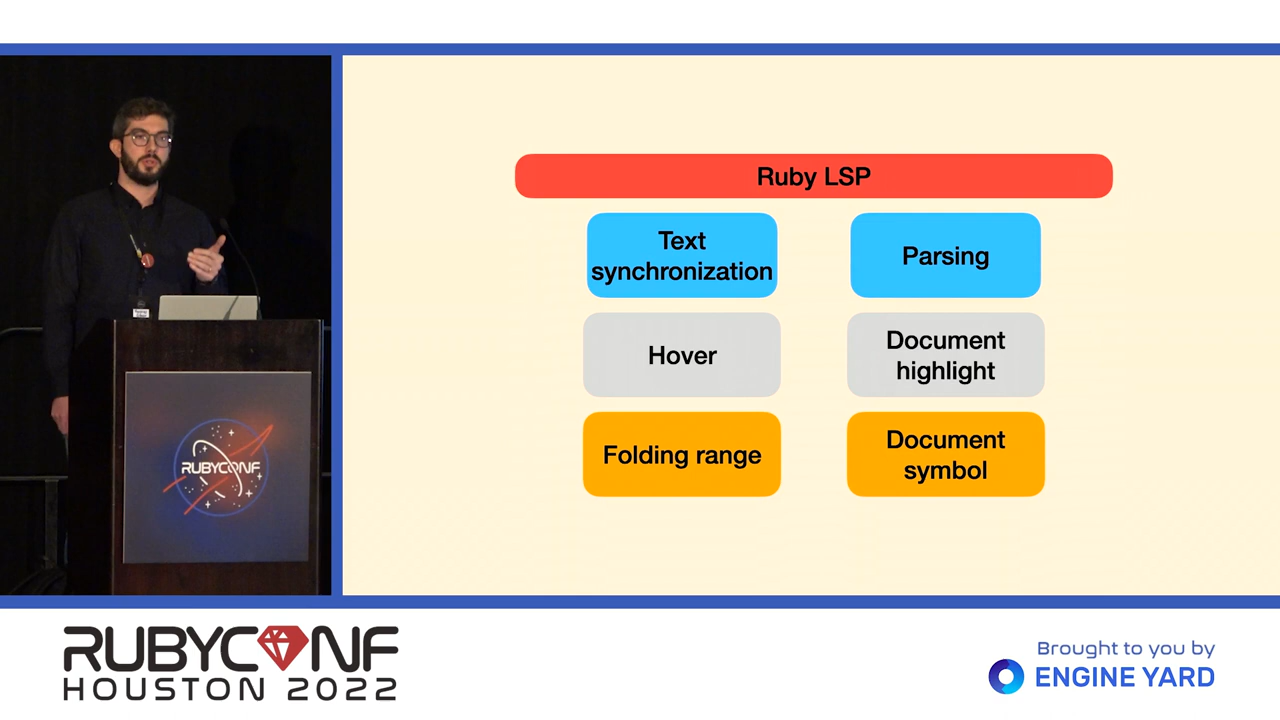 Ruby LSP
Text
synchronization
Parsing
Hover
Document
highlight
Folding range
Document
symbol
RUBYCONF
RUBYCONF
HOUSTON 2022
Brought to you by
ENGINE YARD